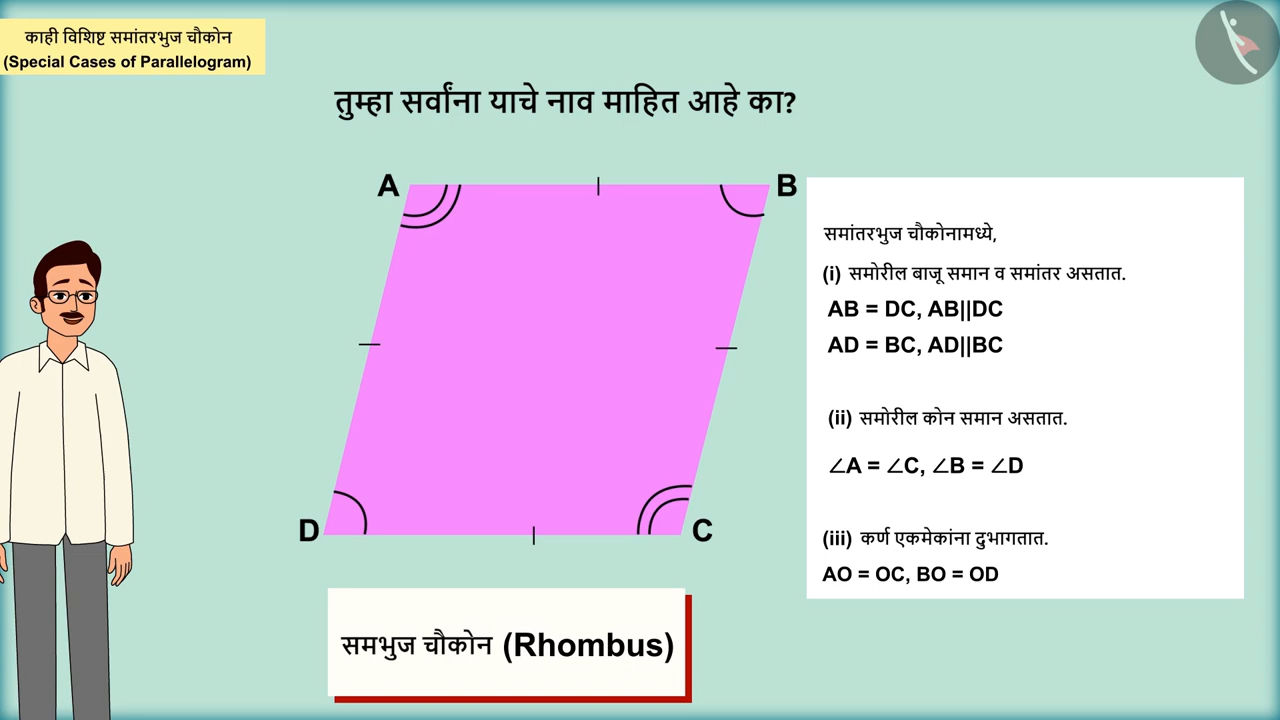 काही विशिष्ट समांतरभुज चौकोन
(Special Cases of Parallelogram)
तुम्हा सर्वांना याचे नाव माहित आहे का?
A
B
D
C
समांतरभुज चौकोनामध्ये,
(i) समोरील बाजू समान व समांतर असतात.
AB = DC, AB||DC
AD = BC, AD||BC
(ii) समोरील कोन समान असतात.
∠A = ∠C, ∠B = ∠D
(iii) कर्ण एकमेकांना दुभागतात.
AO = OC, BO = OD
समभुज चौकोन (Rhombus)